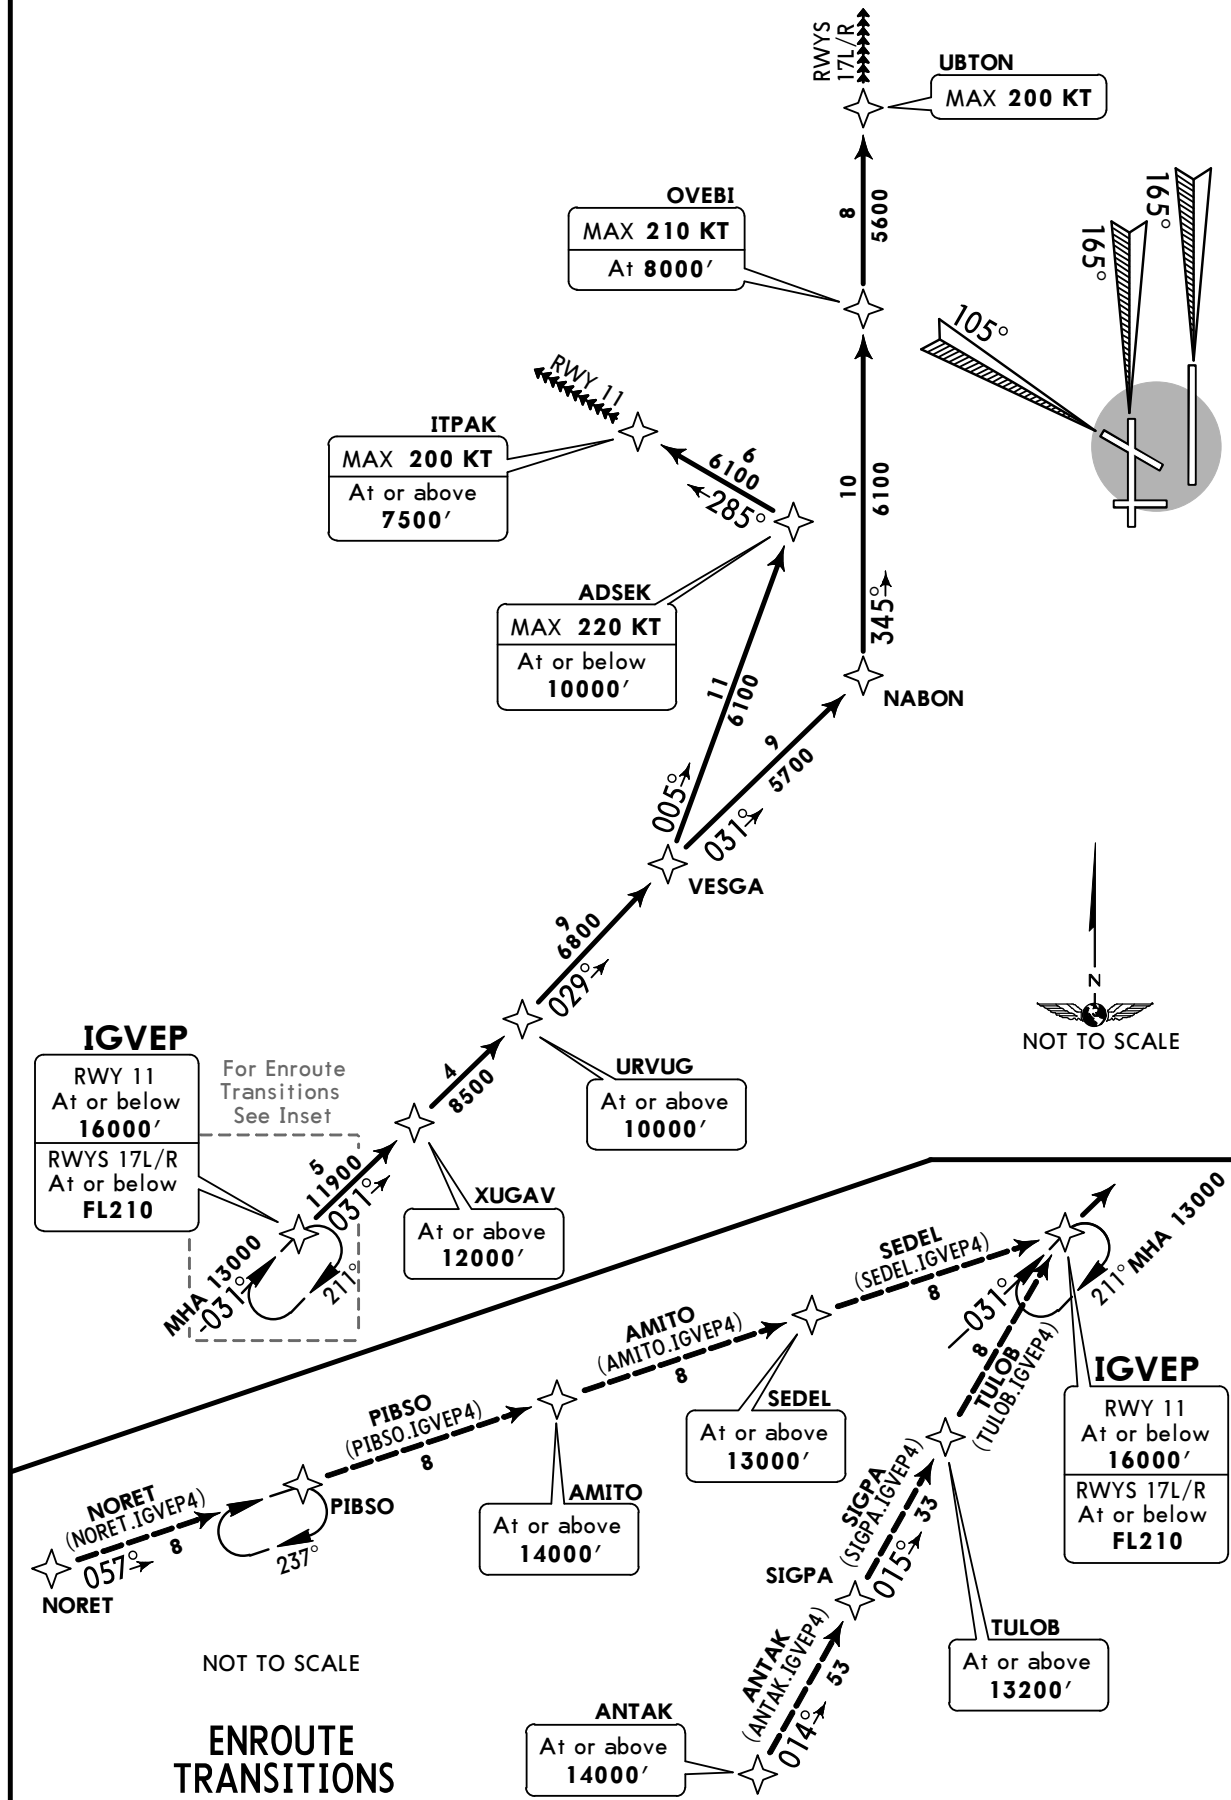 RWYS
17L/R
UBTON
MAX 200 KT
8
5600
OVEBI
MAX 210 KT
At 8000′
165°
165°
105°
RWY 11
ITPAK
MAX 200 KT
At or above
7500′
6
6100
285°
10
6100
345°
ADSEK
MAX 220 KT
At or below
10000′
NABON
11
6100
005°
9
5700
031°
VESGA
9
6800
029°
N
NOT TO SCALE
IGVEP
RWY 11
At or below
16000′
RWYS 17L/R
At or below
FL210
For Enroute
Transitions
See Inset
4
8500
URVUG
At or above
10000′
5
11900
031°
XUGAV
At or above
12000′
MHA 13000
031°
211°
MHA 13000
211°
031°
SEDEL
(SEDEL.IGVEP4)
8
AMITO
(AMITO.IGVEP4)
8
SEDEL
At or above
13000′
PIBSO
(PIBSO.IGVEP4)
8
AMITO
At or above
14000′
NORET
(NORET.IGVEP4)
8
057°
NORET
PIBSO
237°
8
TULOB
(TULOB.IGVEP4)
IGVEP
RWY 11
At or below
16000′
RWYS 17L/R
At or below
FL210
SIGPA
(SIGPA.IGVEP4)
33
015°
SIGPA
TULOB
At or above
13200′
ANTAK
(ANTAK.IGVEP4)
53
014°
ANTAK
At or above
14000′
NOT TO SCALE
ENROUTE
TRANSITIONS